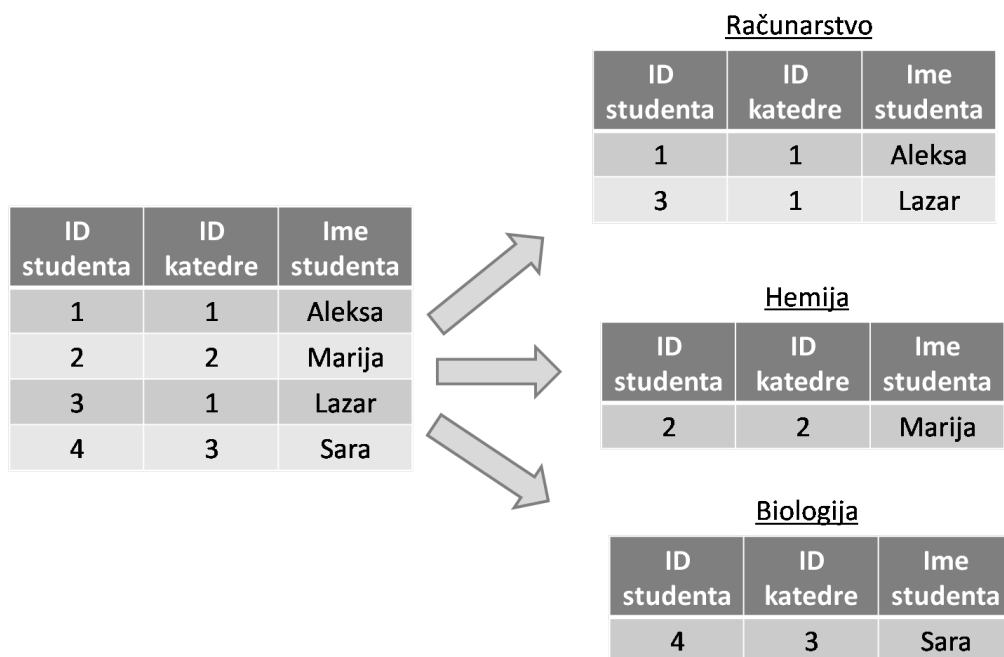 ID studenta ID katedre Ime studenta
1 1 Aleksa
2 2 Marija
3 1 Lazar
4 3 Sara
Računarstvo
ID studenta ID katedre Ime studenta
1 1 Aleksa
3 1 Lazar
Hemija
ID studenta ID katedre Ime studenta
2 2 Marija
Biologija
ID studenta ID katedre Ime studenta
4 3 Sara